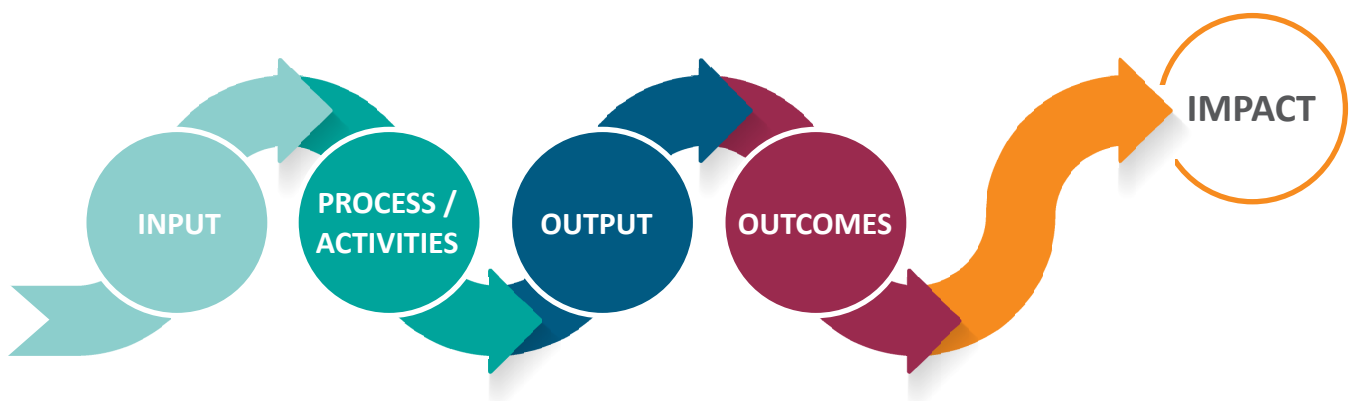 INPUT
PROCESS /
ACTIVITIES
OUTPUT
OUTCOMES
IMPACT